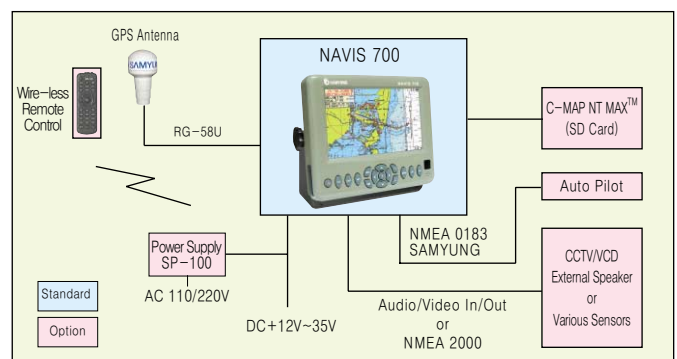 GPS Antenna
NAVIS 700
SAMYUN
Wire-less
Remote
Control
RG-58U
C-MAP NT MAX™
(SD Card)
Auto Pilot
NMEA 0183
SAMYUNG
Power Supply
SP-100
AC 110/220V
CCTV/VCD
External Speaker
or
Various Sensors
Standard
Option
DC+12V~35V
Audio/Video In/Out
or
NMEA 2000